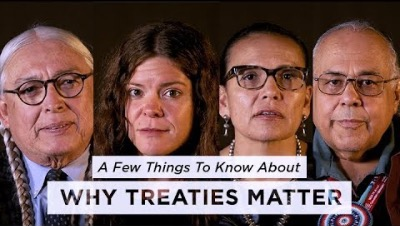 A Few Things To Know About
WHY TREATIES MATTER